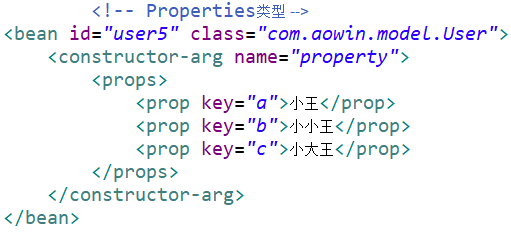 <!-- Properties类型 -->
<bean id="user5" class="com.aowin.model.User">
<constructor-arg name="property">
<props>
<prop key="a">小王</prop>
<prop key="b">小小王</prop>
<prop key="c">小大王</prop>
</props>
</constructor-arg>
</bean>